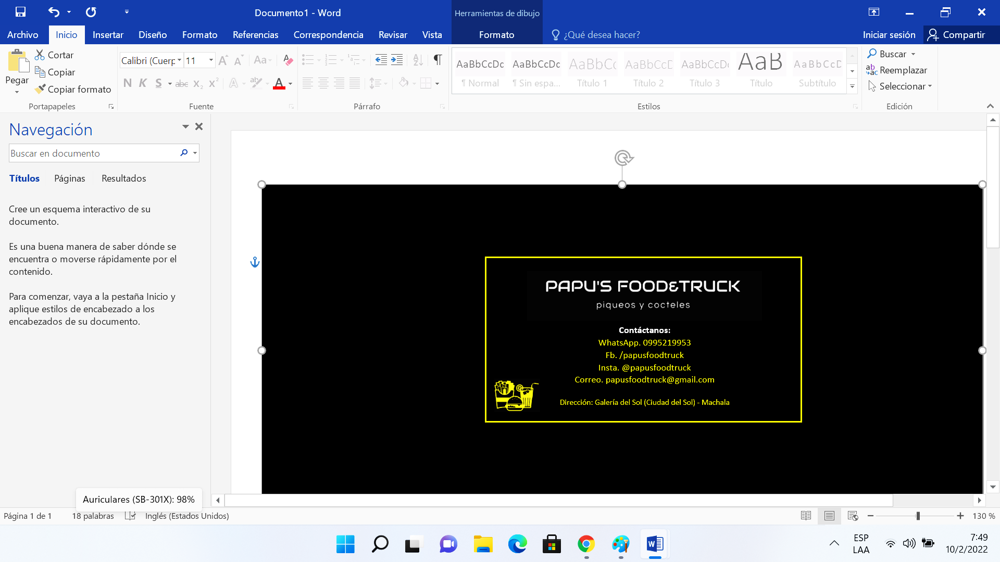 Documento1 - Word
Herramientas de dibujo
Archivo
Inicio
Insertar
Diseño
Formato
Referencias
Correspondencia
Revisar
Vista
Formato
¿Qué desea hacer?
Iniciar sesión
Compartir
Pegar
Cortar
Copiar
Copiar formato
Portapapeles
Calibri (Cuerp
11
Aa
N K S abc X₂ X²
A
A
Fuente
Párrafo
AaBbCcDc
¶ Normal
AaBbCcDc
¶ Sin espa...
AaBbCc
Título 1
AaBbCcD
Título 2
AaBbCcDc
Título 3
AaB
Título
AaBbCcD
Subtítulo
Estilos
Buscar
Reemplazar
Seleccionar
Edición
Navegación
Buscar en documento
Títulos
Páginas
Resultados
Cree un esquema interactivo de su
documento.
Es una buena manera de saber dónde se
encuentra o moverse rápidamente por el
contenido.
Para comenzar, vaya a la pestaña Inicio y
aplique estilos de encabezado a los
encabezados de su documento.
PAPU'S FOOD&TRUCK
piqueos y cocteles
Contáctanos:
WhatsApp. 0995219953
Fb. /papusfoodtruck
Insta. @papusfoodtruck
Correo. papusfoodtruck@gmail.com
Dirección: Galería del Sol (Ciudad del Sol) - Machala
Auriculares (SB-301X): 98%
Página 1 de 1
18 palabras
Inglés (Estados Unidos)
130 %
ESP
LAA
7:49
10/2/2022